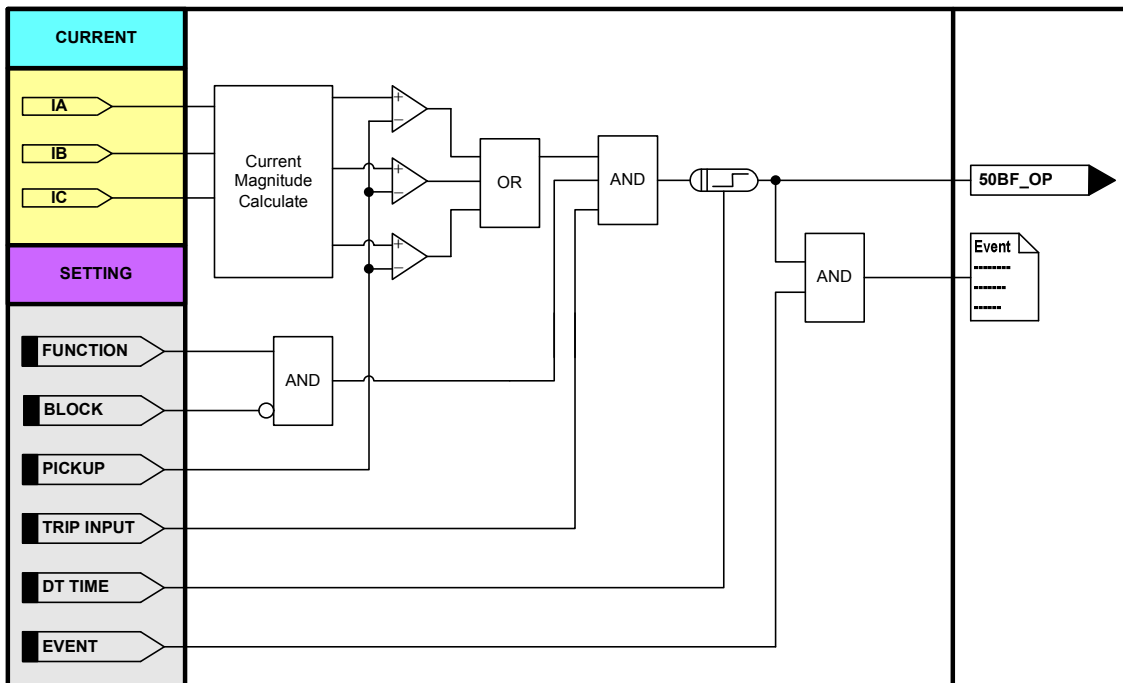 CURRENT
IA
IB
IC
SETTING
FUNCTION
BLOCK
PICKUP
TRIP INPUT
DT TIME
EVENT
Current
Magnitude
Calculate
+
−
+
−
+
−
OR
AND
AND
AND
50BF_OP
Event